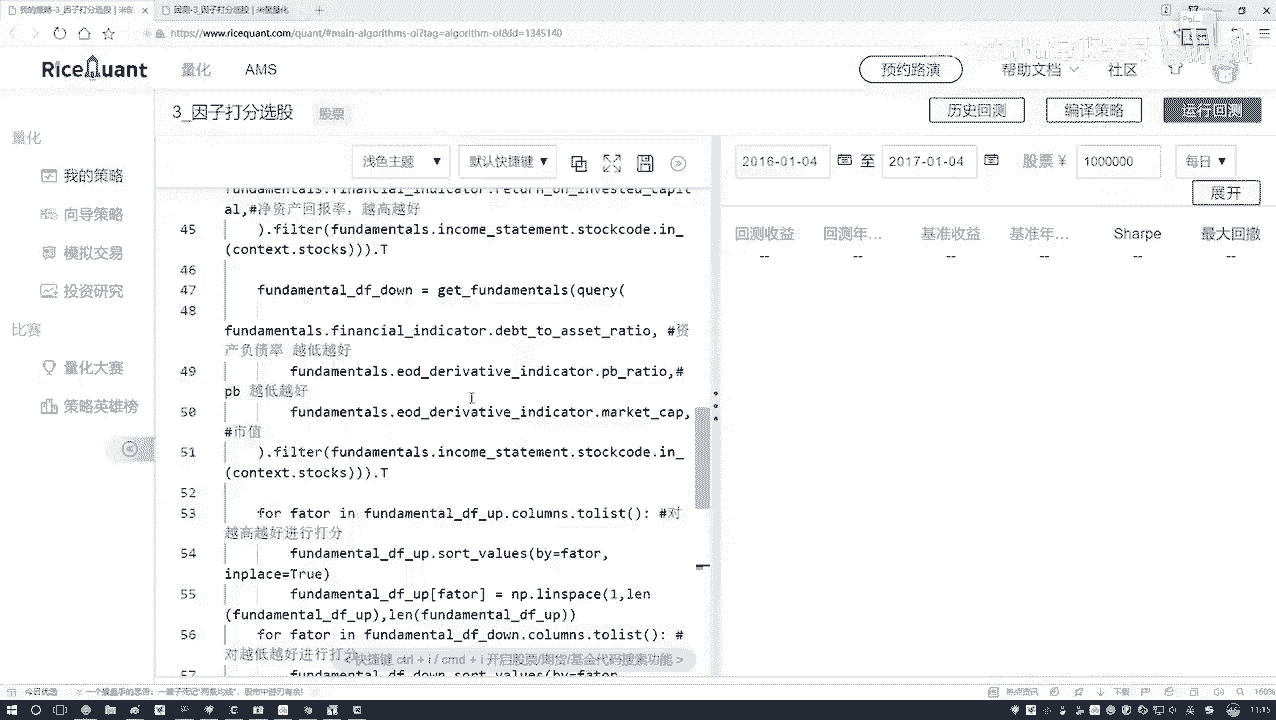 我的策略-3_因子打分选股 | 米筐
https://www.ricequant.com/quant/#main-algorithms-ol?tag=algorithm-ol&id=1345140
RiceQuant 量化 AMS 预约路演 帮助文档 社区
3_因子打分选股 股票 历史回测 编译策略 运行回测
量化
我的策略
向导策略
模拟交易
投资研究
比赛
量化大赛
策略英雄榜
浅色主题 默认快捷键
2016-01-04 至 2017-01-04 股票 ¥ 1000000 每日
展开
回测收益 回测年... 基准收益 基准年... Sharpe 最大回撤
-- -- -- -- -- --
fundamentals.financial_indicator.return_on_invested_capit
al,#净资产回报率, 越高越好
45 ).filter(fundamentals.income_statement.stockcode.in_
(context.stocks))).T
46
47 fundamental_df_down = get_fundamentals(query(
48
fundamentals.financial_indicator.debt_to_asset_ratio, #资
产负债率 越低越好
49 fundamentals.eod_derivative_indicator.pb_ratio,#
pb 越低越好
50 fundamentals.eod_derivative_indicator.market_cap,
#市值
51 ).filter(fundamentals.income_statement.stockcode.in_
(context.stocks))).T
52
53 for fator in fundamental_df_up.columns.tolist(): #对
越高越好进行打分
54 fundamental_df_up.sort_values(by=fator,
inplace=True)
55 fundamental_df_up[fator] = np.linspace(1,len
(fundamental_df_up),len(fundamental_df_up))
56 for fator in fundamental_df_down.columns.tolist(): #
对越低越好进行打分
<快捷键 ctrl + i / cmd + i 开启股票/期货/基金代码搜索功能 >
57 fundamental_df_down.sort_values(by=fator,
今日优选
热点资讯 下载 160%
11:15